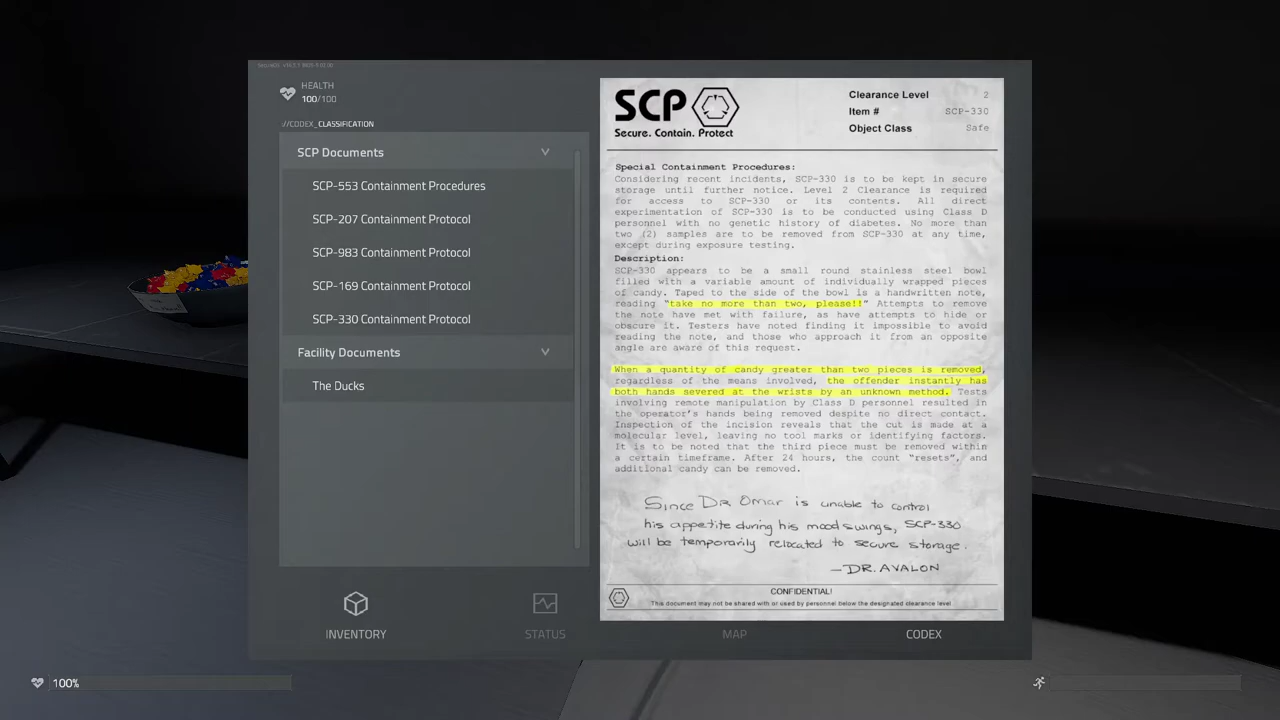 HEALTH
100/100
//CODEX_CLASSIFICATION
SCP Documents
SCP-553 Containment Procedures
SCP-207 Containment Protocol
SCP-983 Containment Protocol
SCP-169 Containment Protocol
SCP-330 Containment Protocol
Facility Documents
The Ducks
INVENTORY
STATUS
MAP
CODEX
100%
SCP
Secure. Contain. Protect
Clearance Level 2
Item # SCP-330
Object Class Safe
Special Containment Procedures:
Considering recent incidents, SCP-330 is to be kept in secure
storage until further notice. Level 2 Clearance is required
for access to SCP-330 or its contents. All direct
experimentation of SCP-330 is to be conducted using Class D
personnel with no genetic history of diabetes. No more than
two (2) samples are to be removed from SCP-330 at any time,
except during exposure testing.
Description:
SCP-330 appears to be a small round stainless steel bowl
filled with a variable amount of individually wrapped pieces
of candy. Taped to the side of the bowl is a handwritten note,
reading "take no more than two, please!!" Attempts to remove
the note have met with failure, as have attempts to hide or
obscure it. Testers have noted finding it impossible to avoid
reading the note, and those who approach it from an opposite
angle are aware of this request.
When a quantity of candy greater than two pieces is removed,
regardless of the means involved, the offender instantly has
both hands severed at the wrists by an unknown method. Tests
involving remote manipulation by Class D personnel resulted in
the operator's hands being removed despite no direct contact.
Inspection of the incision reveals that the cut is made at a
molecular level, leaving no tool marks or identifying factors.
It is to be noted that the third piece must be removed within
a certain timeframe. After 24 hours, the count "resets", and
additional candy can be removed.
Since Dr Omar is unable to control
his appetite during his mood swings, SCP-330
will be temporarily relocated to secure storage.
—DR. AVALON
CONFIDENTIAL!
This document may not be shared with or used by personnel below the designated clearance level